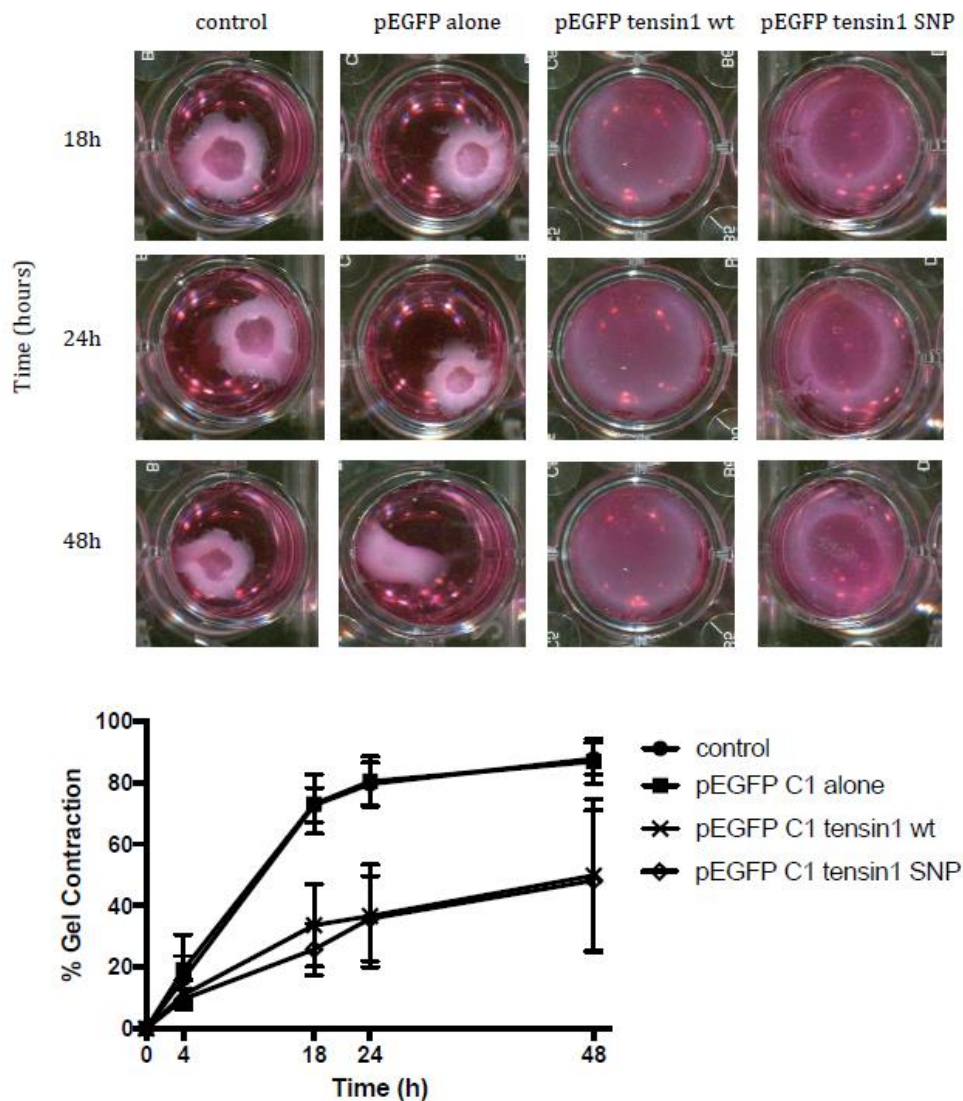 control pEGFP alone pEGFP tensin1 wt pEGFP tensin1 SNP
18h
24h
48h
Time (hours)
100
80
60
40
20
0
% Gel Contraction
0 4 18 24 48
Time (h)
control
pEGFP C1 alone
pEGFP C1 tensin1 wt
pEGFP C1 tensin1 SNP